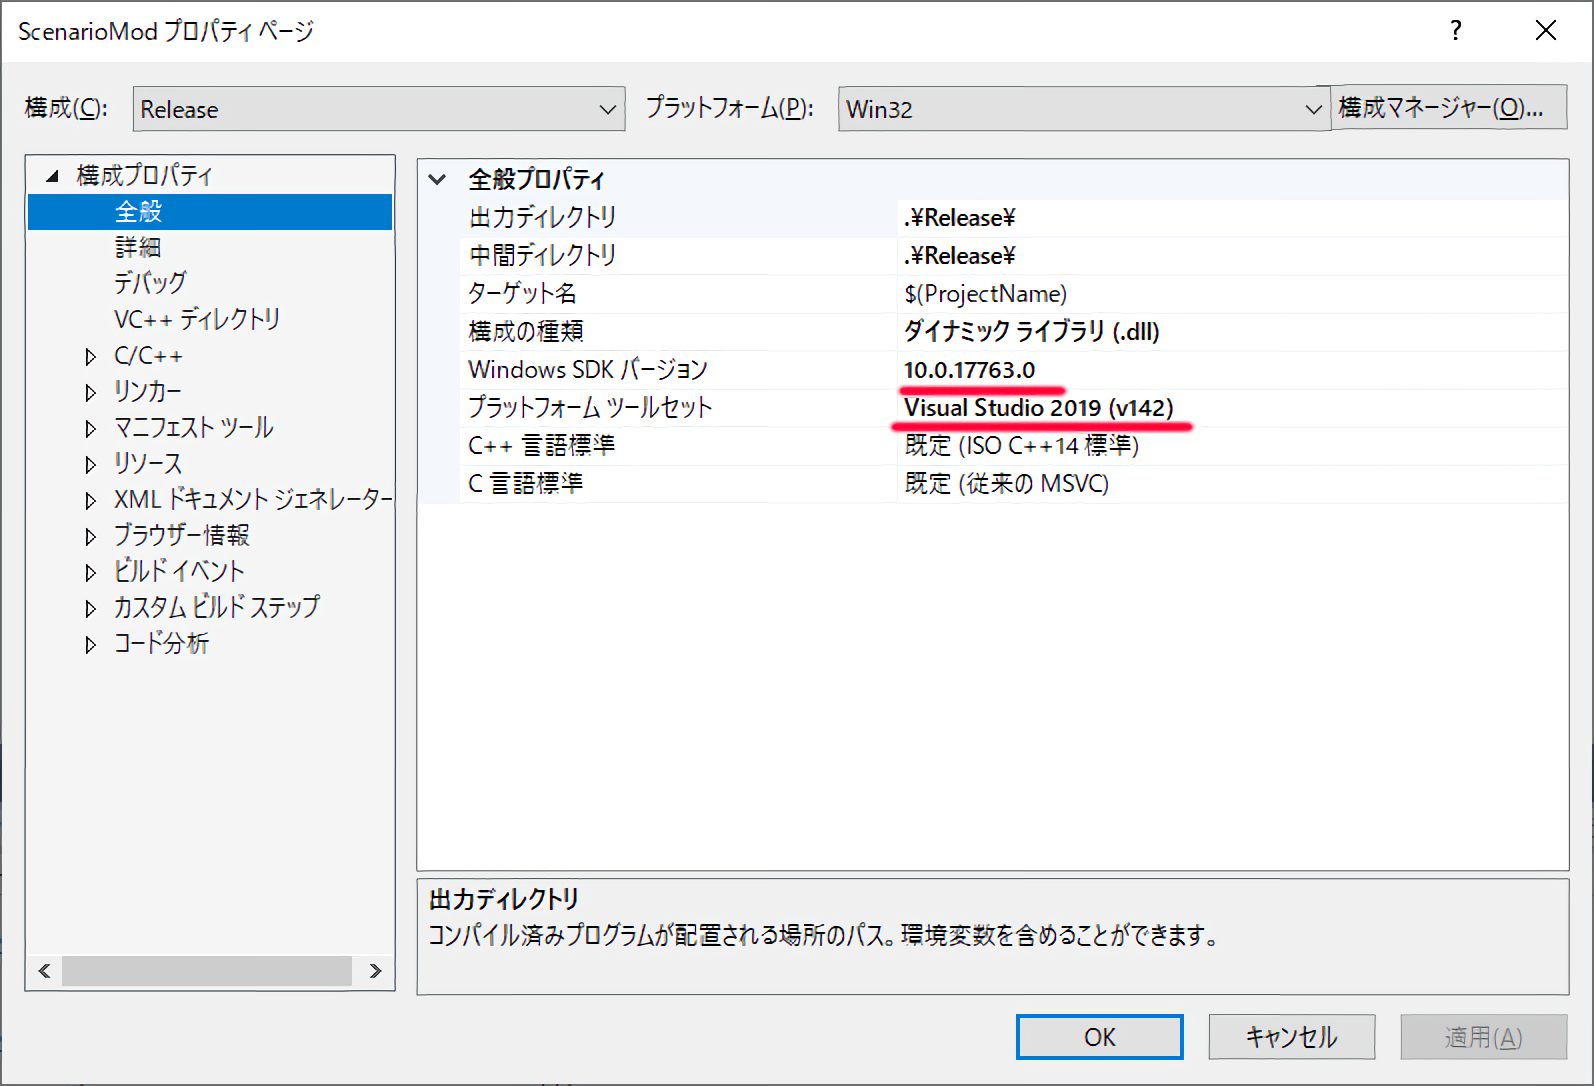 ScenarioMod プロパティ ページ
?
構成(C): Release プラットフォーム(P): Win32 構成マネージャー(O)...
構成プロパティ
全般
詳細
デバッグ
VC++ ディレクトリ
C/C++
リンカー
マニフェスト ツール
リソース
XML ドキュメント ジェネレーター
ブラウザー情報
ビルド イベント
カスタム ビルド ステップ
コード分析
全般プロパティ
出力ディレクトリ .¥Release¥
中間ディレクトリ .¥Release¥
ターゲット名 $(ProjectName)
構成の種類 ダイナミック ライブラリ (.dll)
Windows SDK バージョン 10.0.17763.0
プラットフォーム ツールセット Visual Studio 2019 (v142)
C++ 言語標準 既定 (ISO C++14 標準)
C 言語標準 既定 (従来の MSVC)
出力ディレクトリ
コンパイル済みプログラムが配置される場所のパス。環境変数を含めることができます。
OK キャンセル 適用(A)